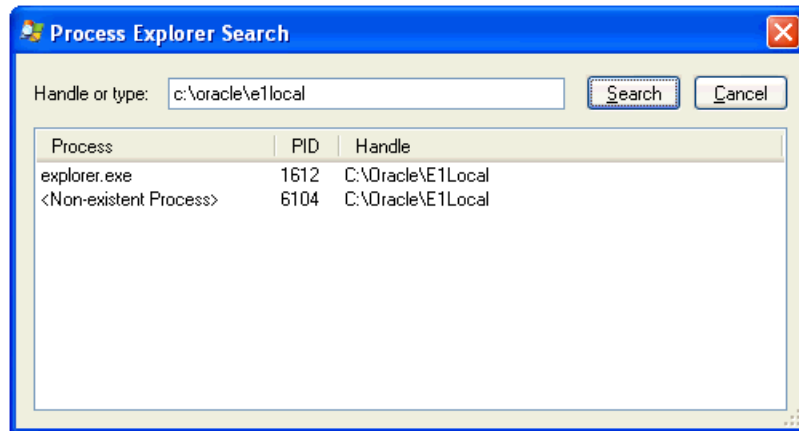 Process Explorer Search
Handle or type: c:\oracle\e1local Search Cancel
Process PID Handle
explorer.exe 1612 C:\Oracle\E1Local
<Non-existent Process> 6104 C:\Oracle\E1Local